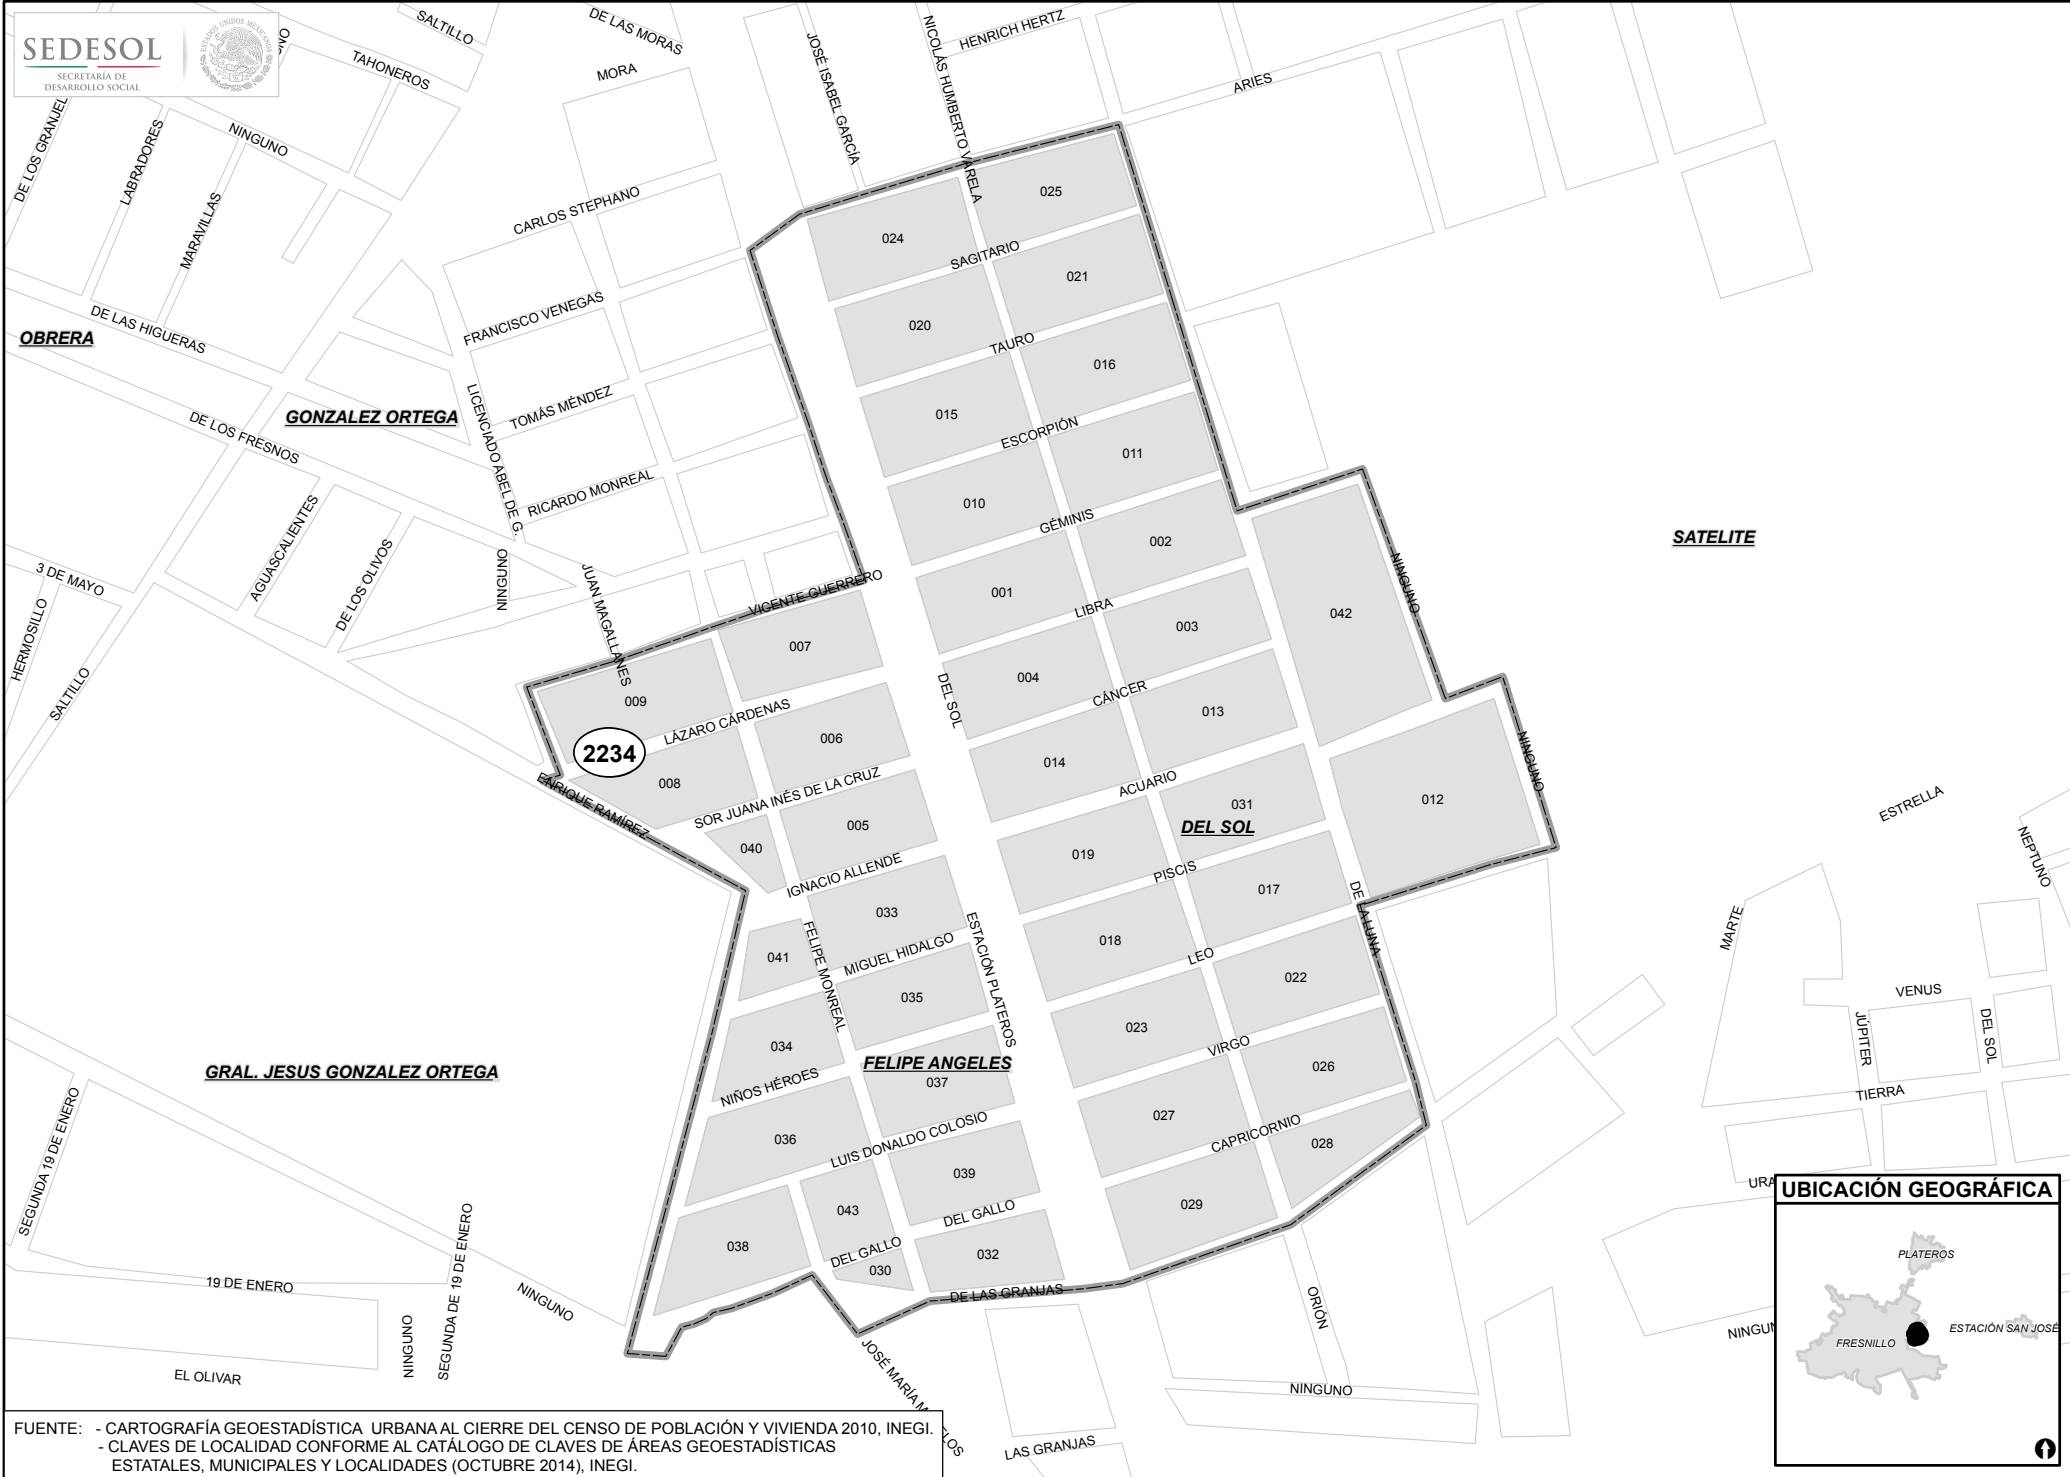 SEDESOL
SECRETARÍA DE
DESARROLLO SOCIAL
ESTADOS UNIDOS MEXICANOS
SALTILLO
DE LAS MORAS
HENRICH HERTZ
TAHONEROS
MORA
JOSÉ ISABEL GARCÍA
NICOLÁS HUMBERTO VARELA
ARIES
LABRADORES
NINGUNO
MARAVILLAS
CARLOS STEPHANO
025
024
SAGITARIO
021
DE LAS HIGUERAS
FRANCISCO VENEGAS
020
OBRERA
TAURO
016
LICENCIADO ABEL DE G.
TOMÁS MÉNDEZ
015
GONZALEZ ORTEGA
DE LOS FRESNOS
ESCORPIÓN
011
RICARDO MONREAL
010
GÉMINIS
AGUASCALIENTES
DE LOS OLIVOS
NINGUNO
002
SATELITE
3 DE MAYO
HERMOSILLO
JUAN MAGALLANES
VICENTE GUERRERO
001
LIBRA
NINGUNO
042
003
007
004
CÁNCER
SALTILLO
009
DEL SOL
013
LÁZARO CÁRDENAS
006
2234
014
NINGUNO
008
SOR JUANA INÉS DE LA CRUZ
ACUARIO
012
ENRIQUE RAMÍREZ
031
ESTRELLA
005
DEL SOL
040
019
NEPTUNO
IGNACIO ALLENDE
PISCIS
017
DE LA LUNA
033
MARTE
FELIPE MONREAL
ESTACIÓN PLATEROS
018
041
MIGUEL HIDALGO
LEO
022
035
VENUS
023
JÚPITER
DEL SOL
034
VIRGO
FELIPE ANGELES
026
GRAL. JESUS GONZALEZ ORTEGA
NIÑOS HÉROES
037
TIERRA
027
036
LUIS DONALDO COLOSIO
CAPRICORNIO
028
SEGUNDA 19 DE ENERO
039
043
DEL GALLO
029
038
DEL GALLO
032
030
19 DE ENERO
DE LAS GRANJAS
NINGUNO
ORIÓN
NINGUNO
SEGUNDA DE 19 DE ENERO
EL OLIVAR
NINGUNO
LAS GRANJAS
UBICACIÓN GEOGRÁFICA
PLATEROS
ESTACIÓN SAN JOSÉ
FRESNILLO
FUENTE: - CARTOGRAFÍA GEOESTADÍSTICA URBANA AL CIERRE DEL CENSO DE POBLACIÓN Y VIVIENDA 2010, INEGI.
- CLAVES DE LOCALIDAD CONFORME AL CATÁLOGO DE CLAVES DE ÁREAS GEOESTADÍSTICAS
ESTATALES, MUNICIPALES Y LOCALIDADES (OCTUBRE 2014), INEGI.